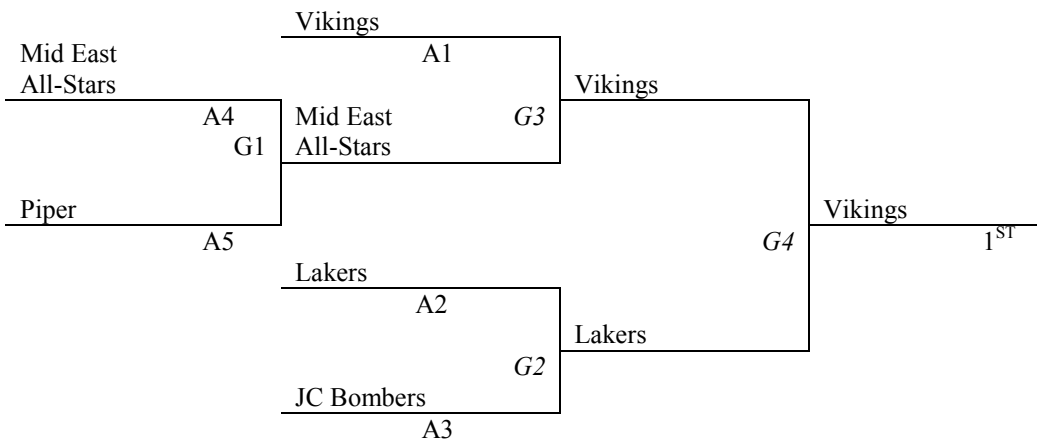 Vikings
A1
Mid East
All-Stars
Vikings
A4
Mid East
G3
G1
All-Stars
Piper
Vikings
A5
G4
1ST
Lakers
A2
Lakers
G2
JC Bombers
A3